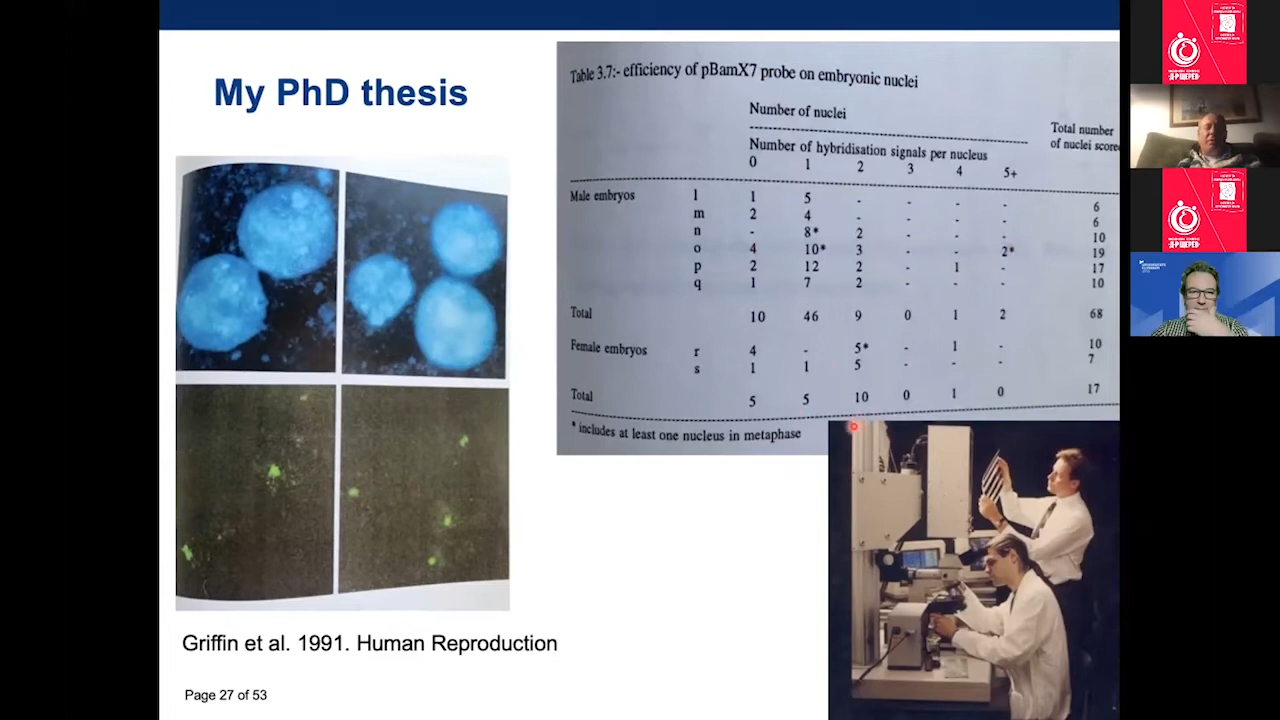 My PhD thesis
Table 3.7:- efficiency of pBamX7 probe on embryonic nuclei
Number of nuclei
Number of hybridisation signals per nucleus
Total number
of nuclei score
0 1 2 3 4 5+
Male embryos l 1 5 - - - - 6
m 2 4 - - - - 6
n - 8* 2 - - - 10
o 4 10* 3 - - 2* 19
p 2 12 2 - 1 - 17
q 1 7 2 - - - 10
Total 10 46 9 0 1 2 68
Female embryos r 4 - 5* - 1 - 10
s 1 1 5 - - - 7
Total 5 5 10 0 1 0 17
* includes at least one nucleus in metaphase
Griffin et al. 1991. Human Reproduction
Page 27 of 53
Д-Р ЩЕРЕВ
Д-Р ЩЕРЕВ